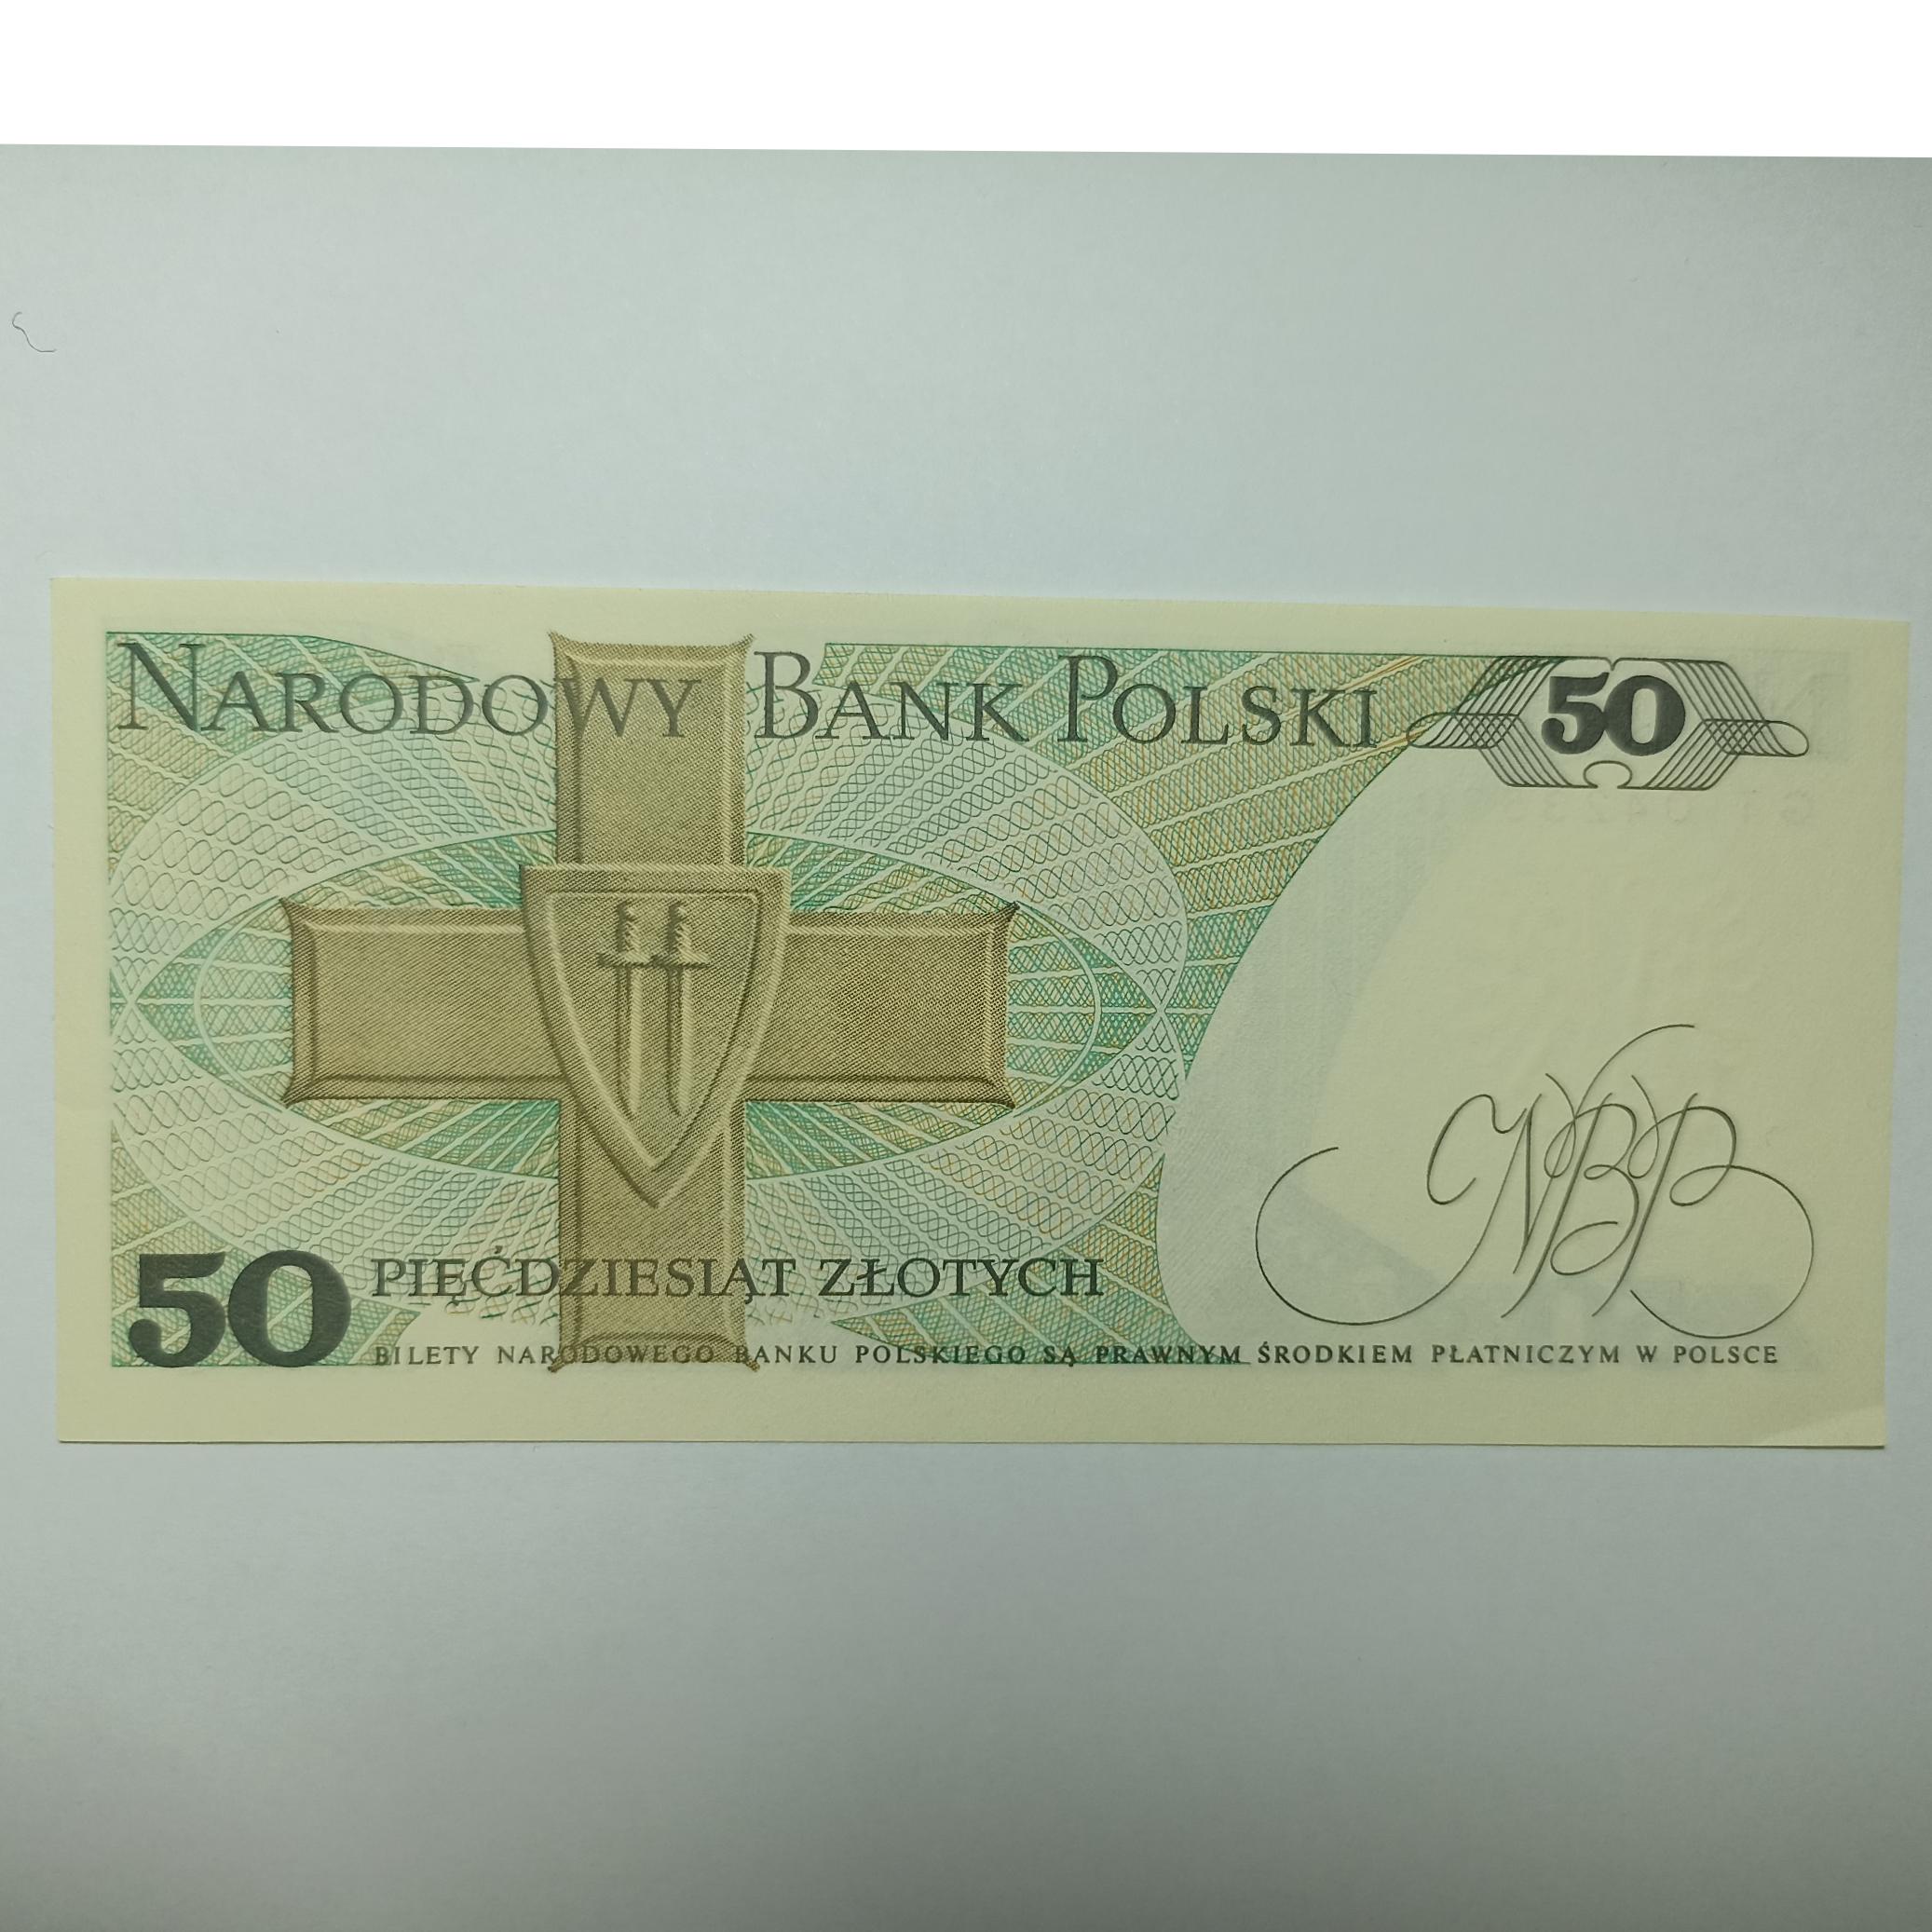 NARODOWY BANK POLSKI 50
NBP
50 PIĘĆDZIESIĄT ZŁOTYCH
BILETY NARODOWEGO BANKU POLSKIEGO SĄ PRAWNYM ŚRODKIEM PŁATNICZYM W POLSCE